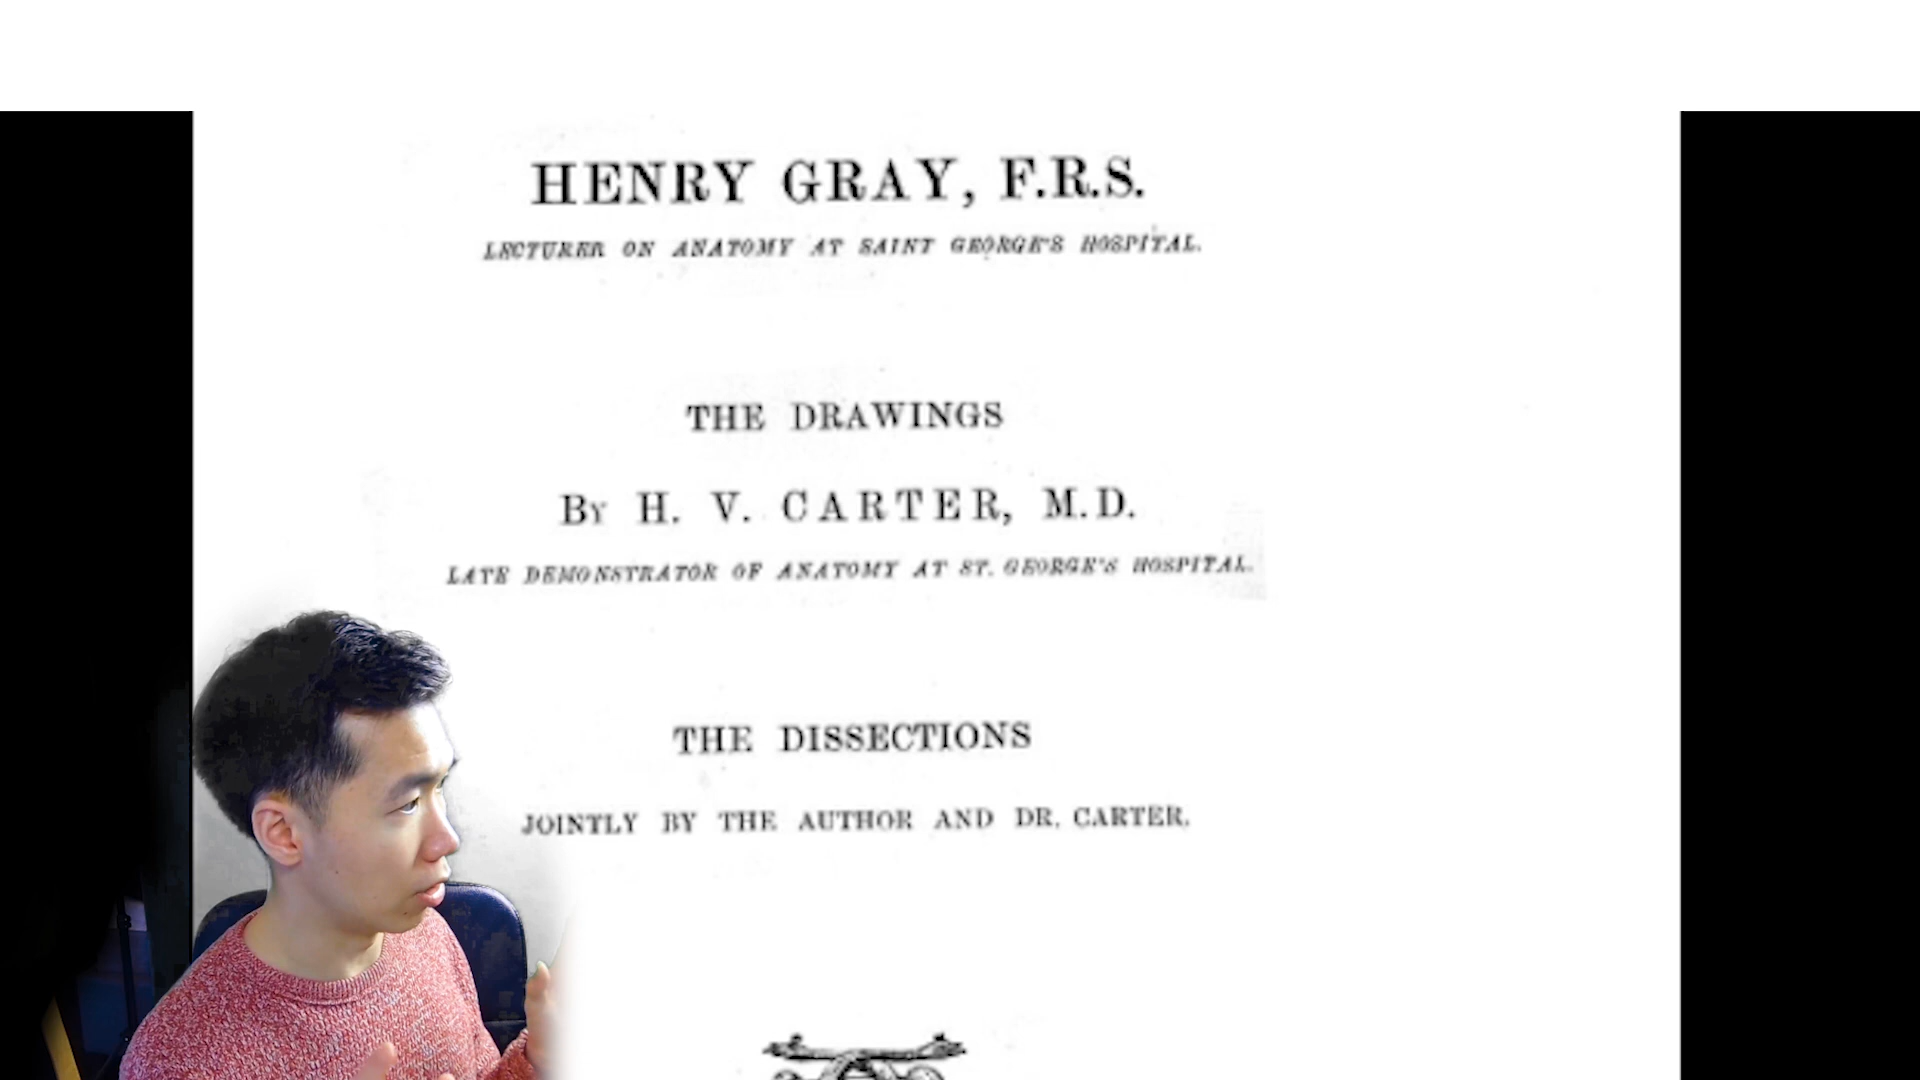 HENRY GRAY, F.R.S.
LECTURER ON ANATOMY AT SAINT GEORGE'S HOSPITAL.
THE DRAWINGS
BY H. V. CARTER, M.D.
LATE DEMONSTRATOR OF ANATOMY AT ST. GEORGE'S HOSPITAL.
THE DISSECTIONS
JOINTLY BY THE AUTHOR AND DR. CARTER.